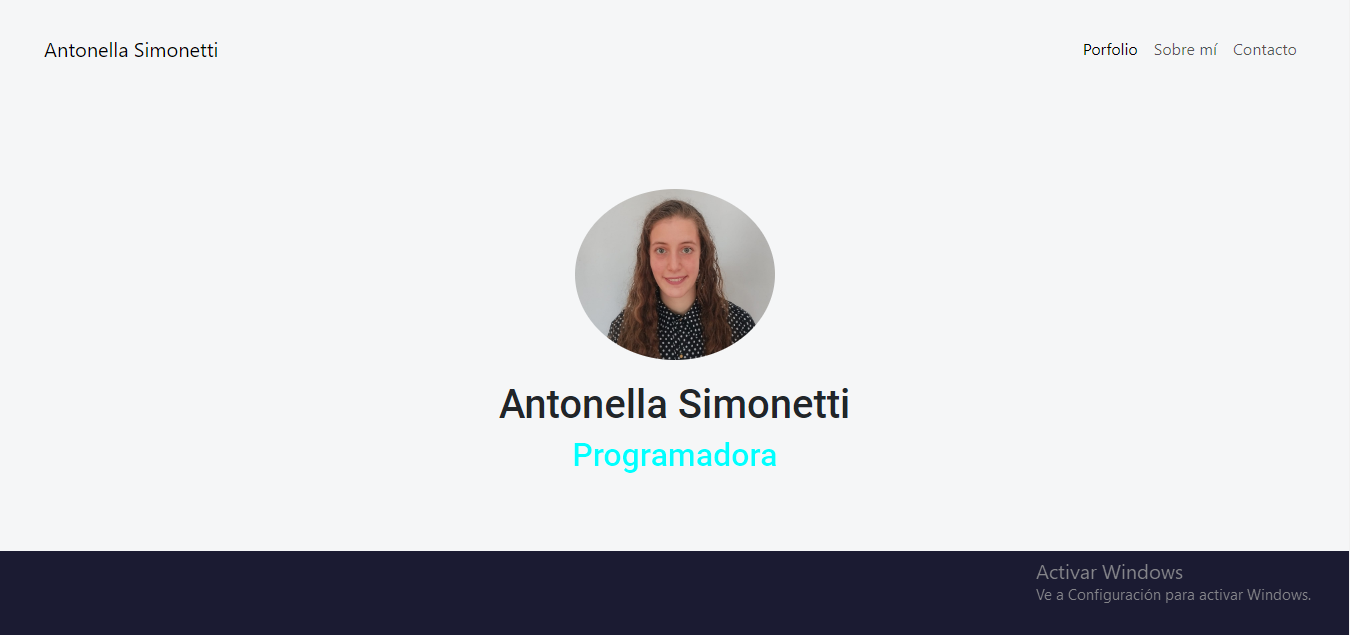 Antonella Simonetti
Porfolio Sobre mí Contacto
Antonella Simonetti
Programadora
Activar Windows
Ve a Configuración para activar Windows.